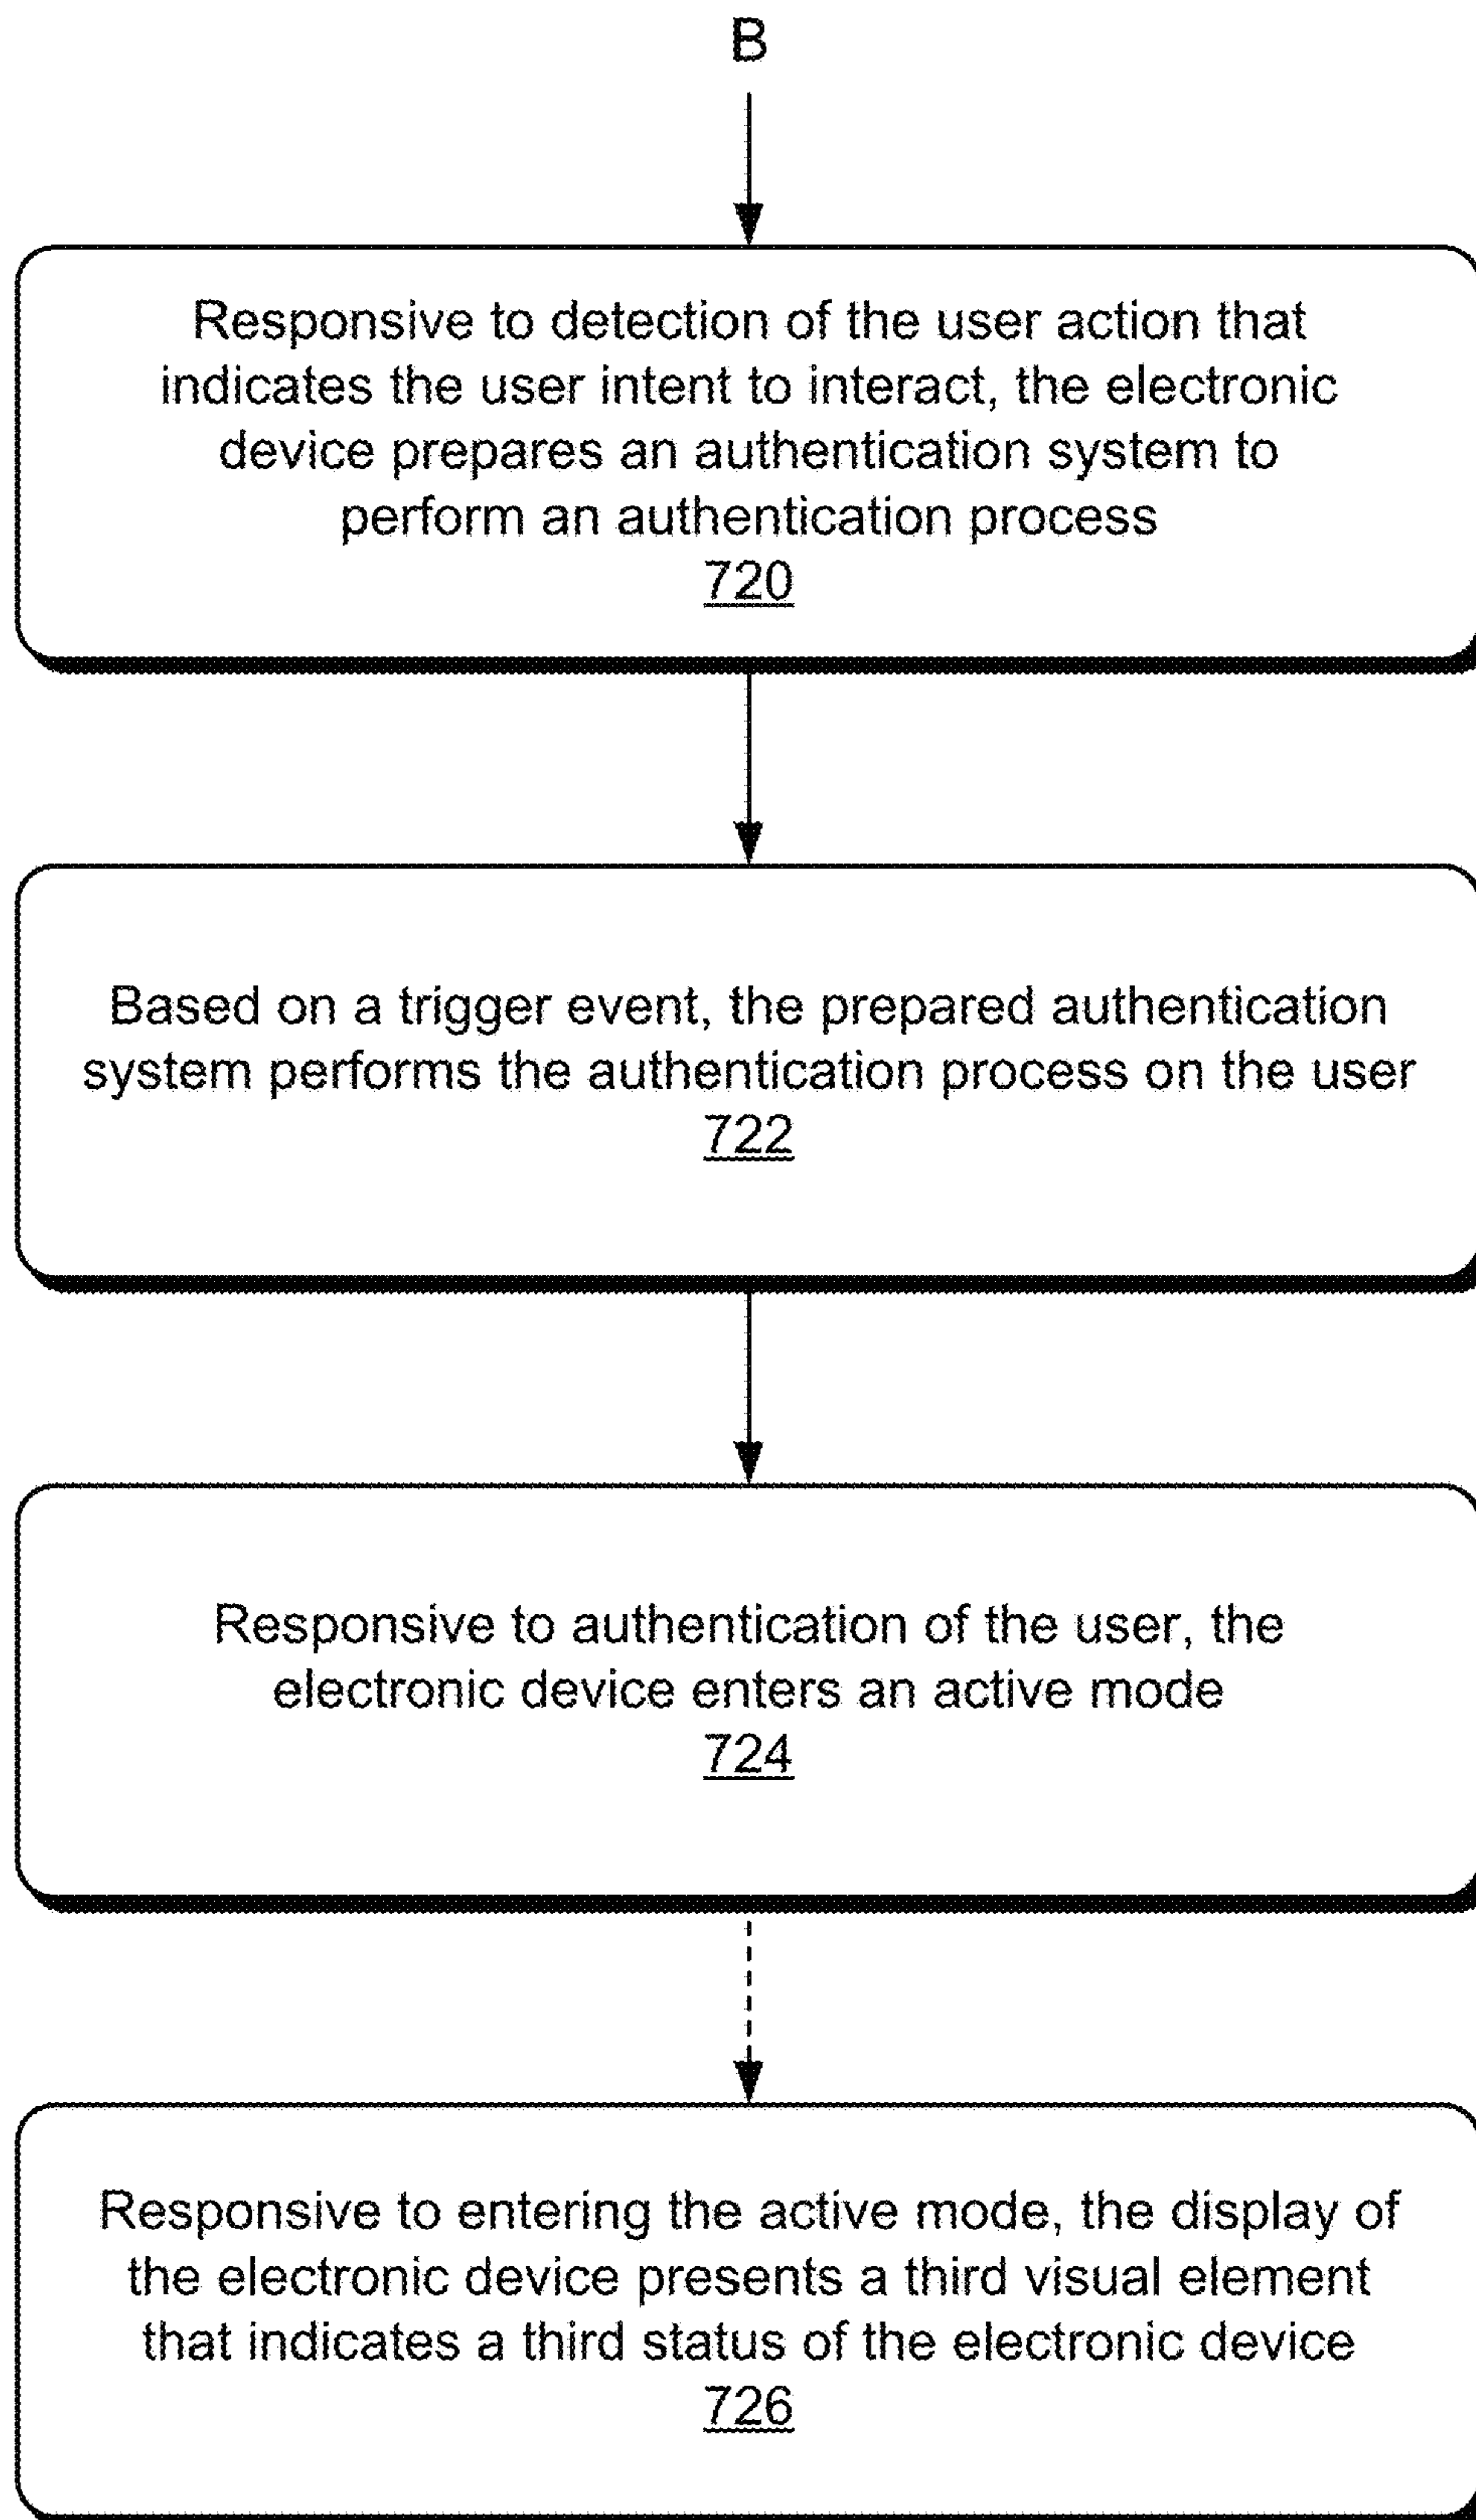 B
Responsive to detection of the user action that
indicates the user intent to interact, the electronic
device prepares an authentication system to
perform an authentication process
720
Based on a trigger event, the prepared authentication
system performs the authentication process on the user
722
Responsive to authentication of the user, the
electronic device enters an active mode
724
Responsive to entering the active mode, the display of
the electronic device presents a third visual element
that indicates a third status of the electronic device
726